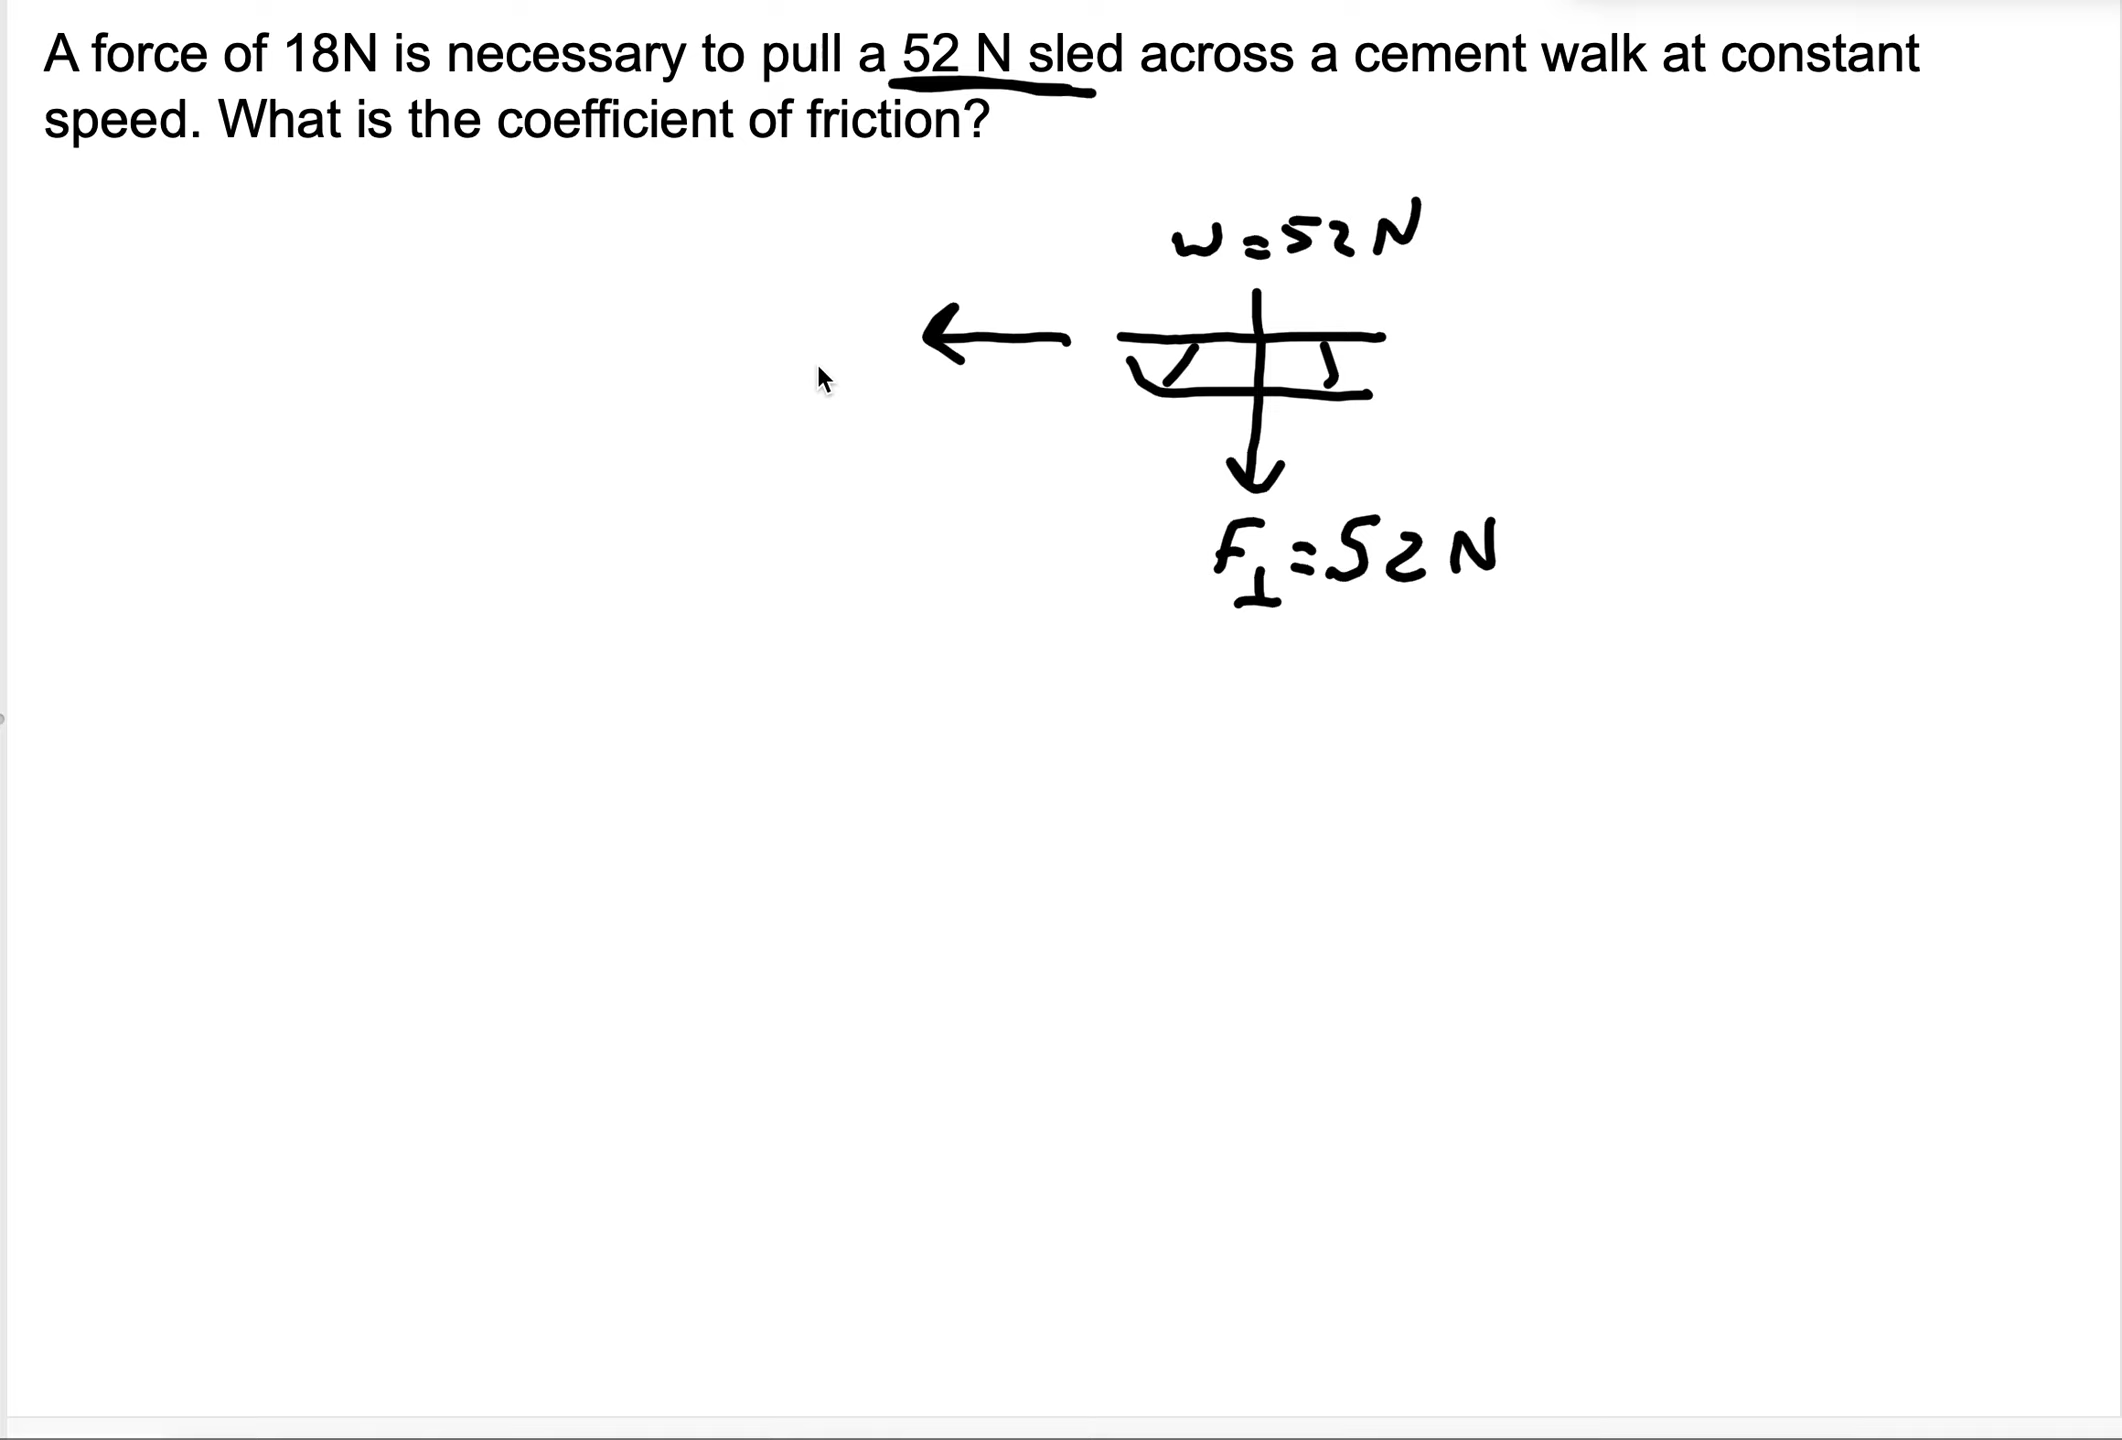 A force of 18N is necessary to pull a 52 N sled across a cement walk at constant
speed. What is the coefficient of friction?
w = 52 N
F⊥ = 52 N